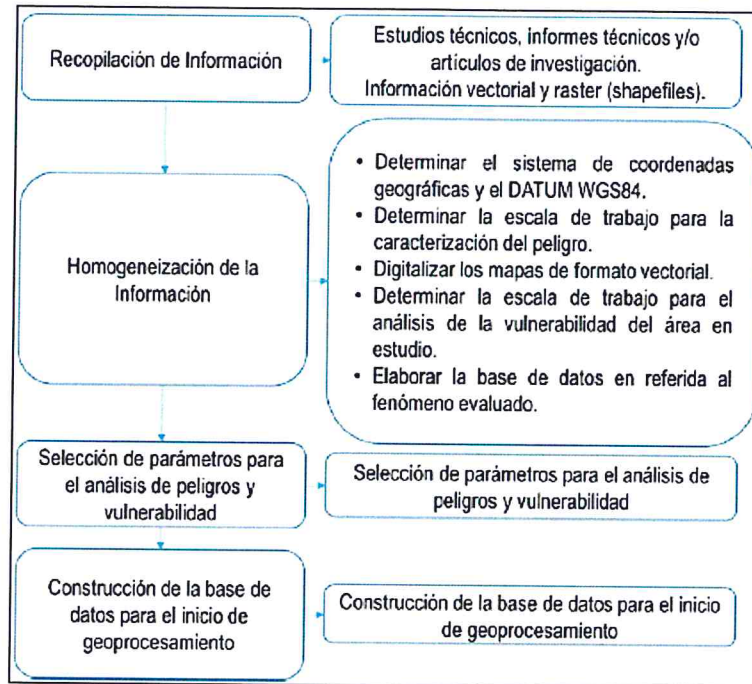 Recopilación de Información
Estudios técnicos, informes técnicos y/o
artículos de investigación.
Información vectorial y raster (shapefiles).
Homogeneización de la
Información
• Determinar el sistema de coordenadas
geográficas y el DATUM WGS84.
• Determinar la escala de trabajo para la
caracterización del peligro.
• Digitalizar los mapas de formato vectorial.
• Determinar la escala de trabajo para el
análisis de la vulnerabilidad del área en
estudio.
• Elaborar la base de datos en referida al
fenómeno evaluado.
Selección de parámetros para
el análisis de peligros y
vulnerabilidad
Selección de parámetros para el análisis de
peligros y vulnerabilidad
Construcción de la base de
datos para el inicio de
geoprocesamiento
Construcción de la base de datos para el inicio
de geoprocesamiento